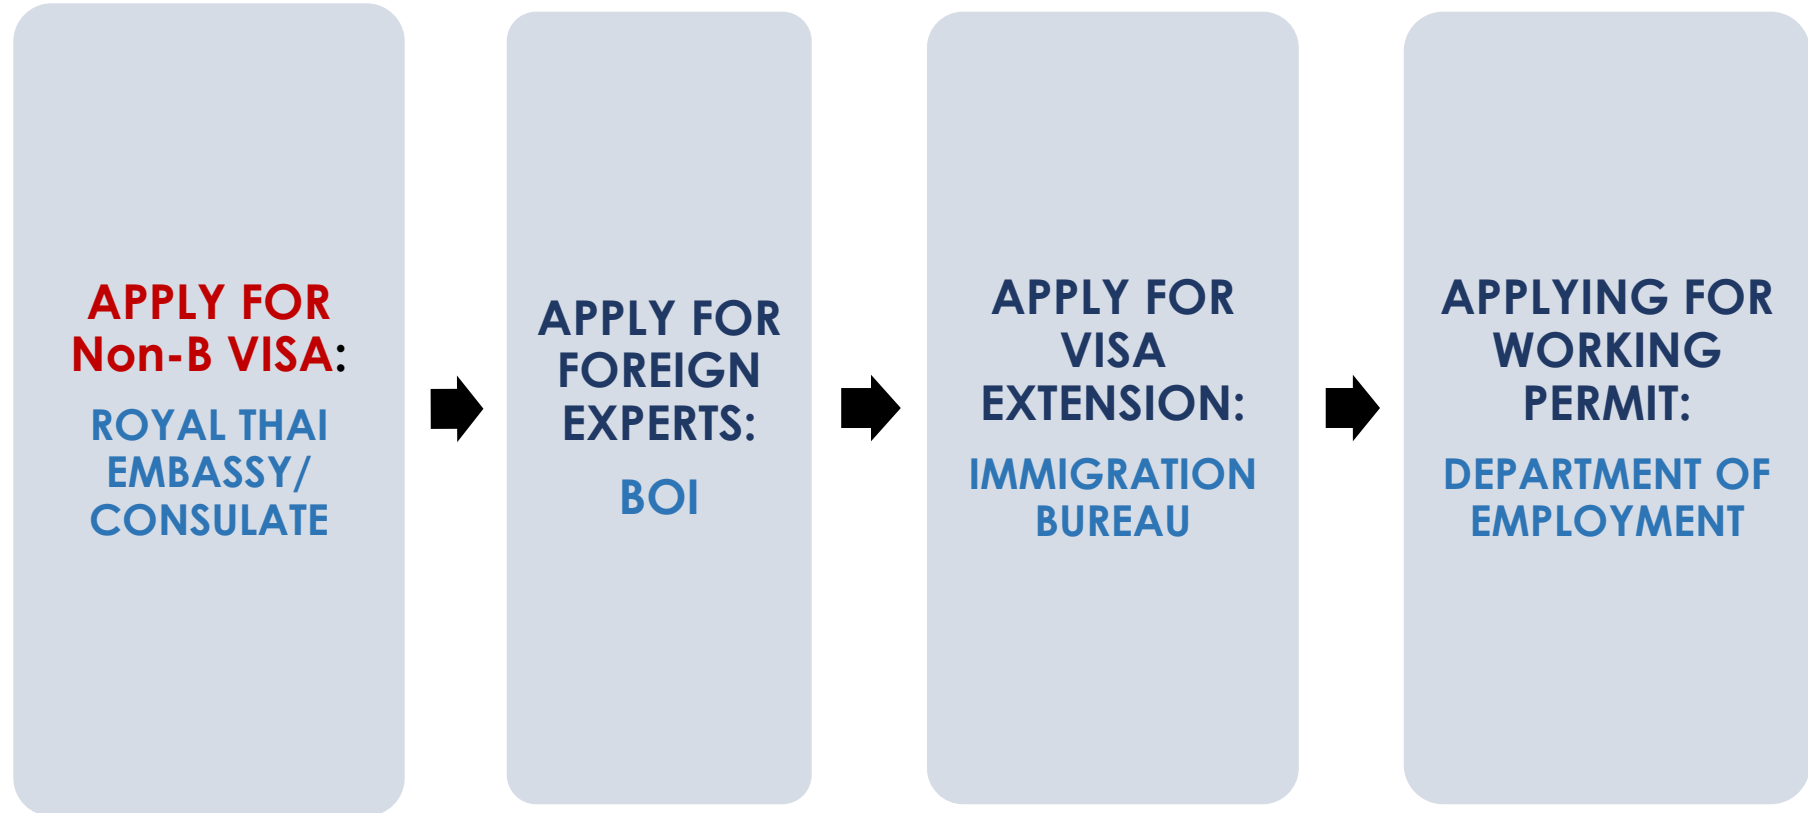 APPLY FOR
Non-B VISA:
ROYAL THAI
EMBASSY/
CONSULATE
APPLY FOR
FOREIGN
EXPERTS:
BOI
APPLY FOR
VISA
EXTENSION:
IMMIGRATION
BUREAU
APPLYING FOR
WORKING
PERMIT:
DEPARTMENT OF
EMPLOYMENT